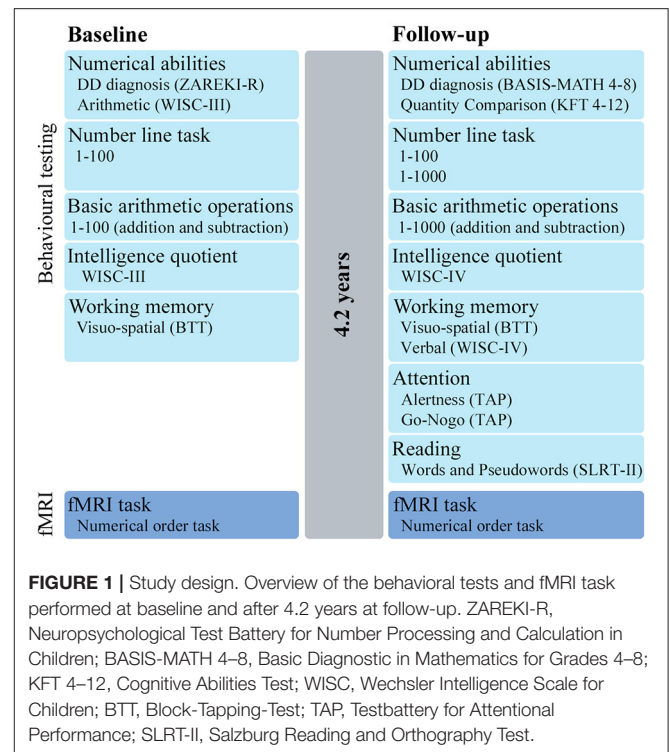 Baseline
Follow-up
Behavioural testing
Numerical abilities
DD diagnosis (ZAREKI-R)
Arithmetic (WISC-III)
Number line task
1-100
Basic arithmetic operations
1-100 (addition and subtraction)
Intelligence quotient
WISC-III
Working memory
Visuo-spatial (BTT)
fMRI
fMRI task
Numerical order task
4.2 years
Numerical abilities
DD diagnosis (BASIS-MATH 4-8)
Quantity Comparison (KFT 4-12)
Number line task
1-100
1-1000
Basic arithmetic operations
1-1000 (addition and subtraction)
Intelligence quotient
WISC-IV
Working memory
Visuo-spatial (BTT)
Verbal (WISC-IV)
Attention
Alertness (TAP)
Go-Nogo (TAP)
Reading
Words and Pseudowords (SLRT-II)
fMRI task
Numerical order task
FIGURE 1 | Study design. Overview of the behavioral tests and fMRI task
performed at baseline and after 4.2 years at follow-up. ZAREKI-R,
Neuropsychological Test Battery for Number Processing and Calculation in
Children; BASIS-MATH 4–8, Basic Diagnostic in Mathematics for Grades 4–8;
KFT 4–12, Cognitive Abilities Test; WISC, Wechsler Intelligence Scale for
Children; BTT, Block-Tapping-Test; TAP, Testbattery for Attentional
Performance; SLRT-II, Salzburg Reading and Orthography Test.